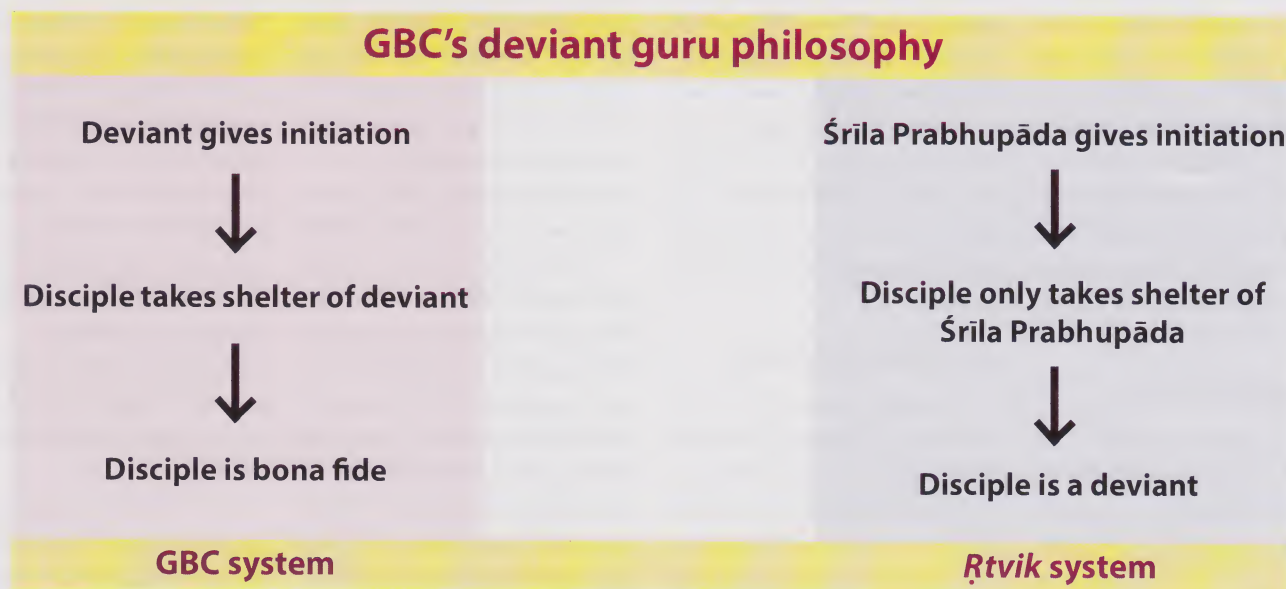 GBC's deviant guru philosophy
Deviant gives initiation
Disciple takes shelter of deviant
Disciple is bona fide
GBC system
Śrīla Prabhupāda gives initiation
Disciple only takes shelter of
Śrīla Prabhupāda
Disciple is a deviant
Ṛtvik system